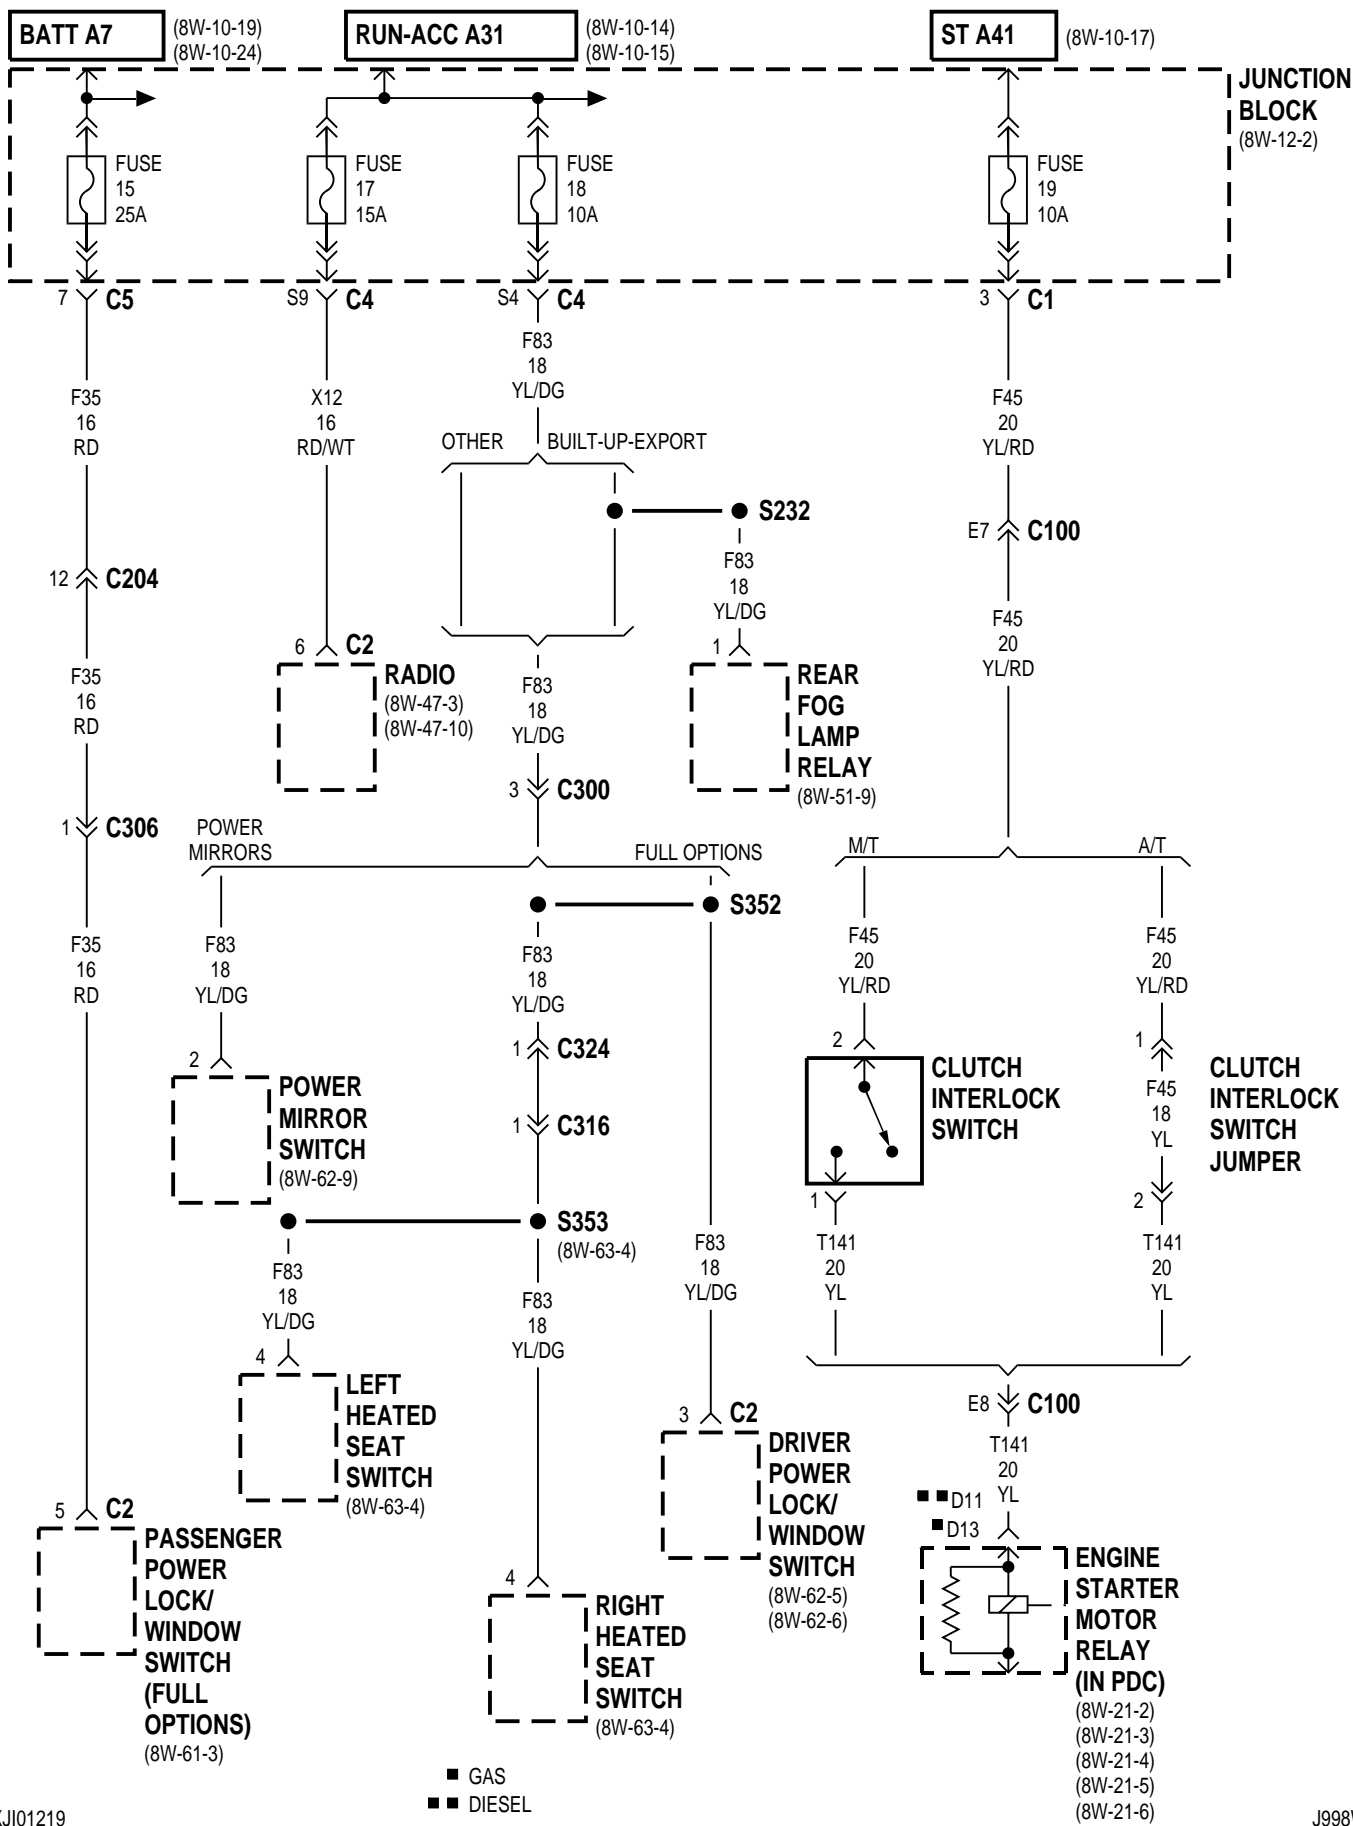 BATT A7
(8W-10-19)
(8W-10-24)
RUN-ACC A31
(8W-10-14)
(8W-10-15)
ST A41
(8W-10-17)
JUNCTION
BLOCK
(8W-12-2)
FUSE
15
25A
FUSE
17
15A
FUSE
18
10A
FUSE
19
10A
7 C5
S9 C4
S4 C4
3 C1
F83
18
YL/DG
F35
16
RD
X12
16
RD/WT
F45
20
YL/RD
OTHER
BUILT-UP-EXPORT
S232
E7 C100
F83
18
YL/DG
12 C204
F45
20
YL/RD
6 C2
RADIO
(8W-47-3)
(8W-47-10)
F35
16
RD
F83
18
YL/DG
1
REAR
FOG
LAMP
RELAY
(8W-51-9)
3 C300
1 C306
POWER
MIRRORS
FULL OPTIONS
M/T
A/T
S352
F35
16
RD
F83
18
YL/DG
F83
18
YL/DG
F45
20
YL/RD
F45
20
YL/RD
2
POWER
MIRROR
SWITCH
(8W-62-9)
1 C324
1 C316
2
CLUTCH
INTERLOCK
SWITCH
1
1
F45
18
YL
2
CLUTCH
INTERLOCK
SWITCH
JUMPER
S353
(8W-63-4)
F83
18
YL/DG
F83
18
YL/DG
F83
18
YL/DG
T141
20
YL
T141
20
YL
4
LEFT
HEATED
SEAT
SWITCH
(8W-63-4)
3 C2
DRIVER
POWER
LOCK/
WINDOW
SWITCH
(8W-62-5)
(8W-62-6)
E8 C100
T141
20
YL
■ ■ D11
■ D13
5 C2
PASSENGER
POWER
LOCK/
WINDOW
SWITCH
(FULL
OPTIONS)
(8W-61-3)
4
RIGHT
HEATED
SEAT
SWITCH
(8W-63-4)
ENGINE
STARTER
MOTOR
RELAY
(IN PDC)
(8W-21-2)
(8W-21-3)
(8W-21-4)
(8W-21-5)
(8W-21-6)
■ GAS
■ ■ DIESEL
JI01219
J998